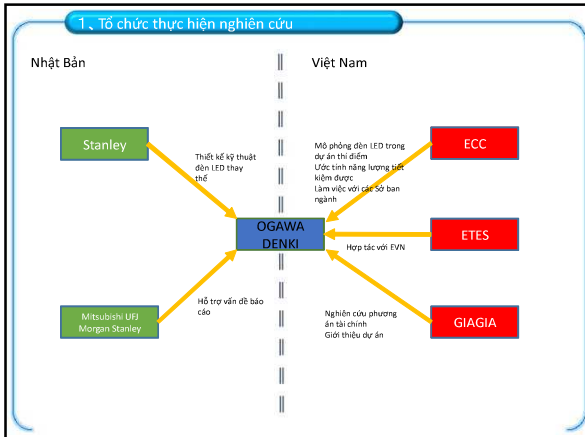 1、Tổ chức thực hiện nghiên cứu
Nhật Bản
Việt Nam
Stanley
Thiết kế kỹ thuật
đèn LED thay
thế
Mô phỏng đèn LED trong
dự án thí điểm
Ước tính năng lượng tiết
kiệm được
Làm việc với các Sở ban
ngành
ECC
OGAWA
DENKI
Hợp tác với EVN
ETES
Mitsubishi UFJ
Morgan Stanley
Hỗ trợ vấn đề báo
cáo
Nghiên cứu phương
án tài chính
Giới thiệu dự án
GIAGIA